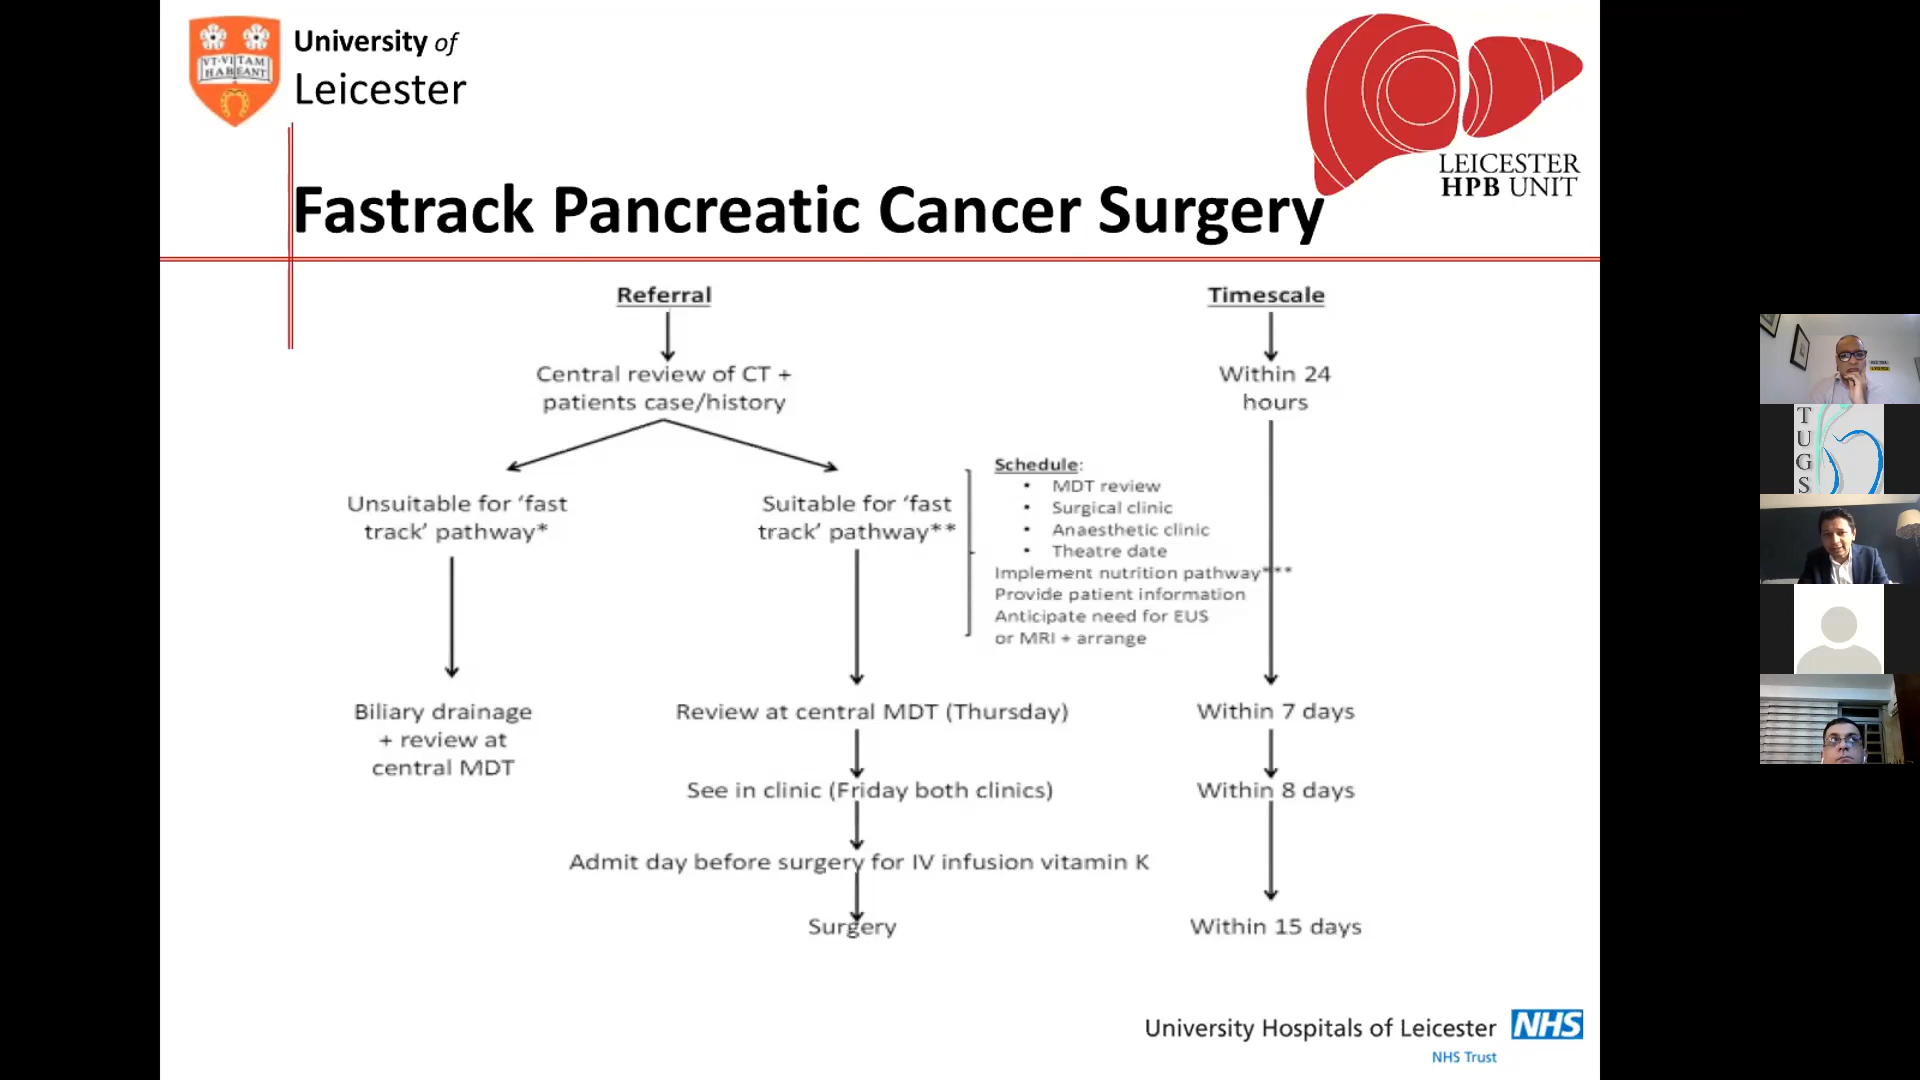 University of
Leicester
VT·VI TAM
HAB EANT
LEICESTER
HPB UNIT
Fastrack Pancreatic Cancer Surgery
Referral
Timescale
Central review of CT +
patients case/history
Within 24
hours
Unsuitable for ‘fast
track’ pathway*
Suitable for ‘fast
track’ pathway**
Schedule:
• MDT review
• Surgical clinic
• Anaesthetic clinic
• Theatre date
Implement nutrition pathway***
Provide patient information
Anticipate need for EUS
or MRI + arrange
Biliary drainage
+ review at
central MDT
Review at central MDT (Thursday)
Within 7 days
See in clinic (Friday both clinics)
Within 8 days
Admit day before surgery for IV infusion vitamin K
Surgery
Within 15 days
University Hospitals of Leicester
NHS
NHS Trust
T
U
G
S